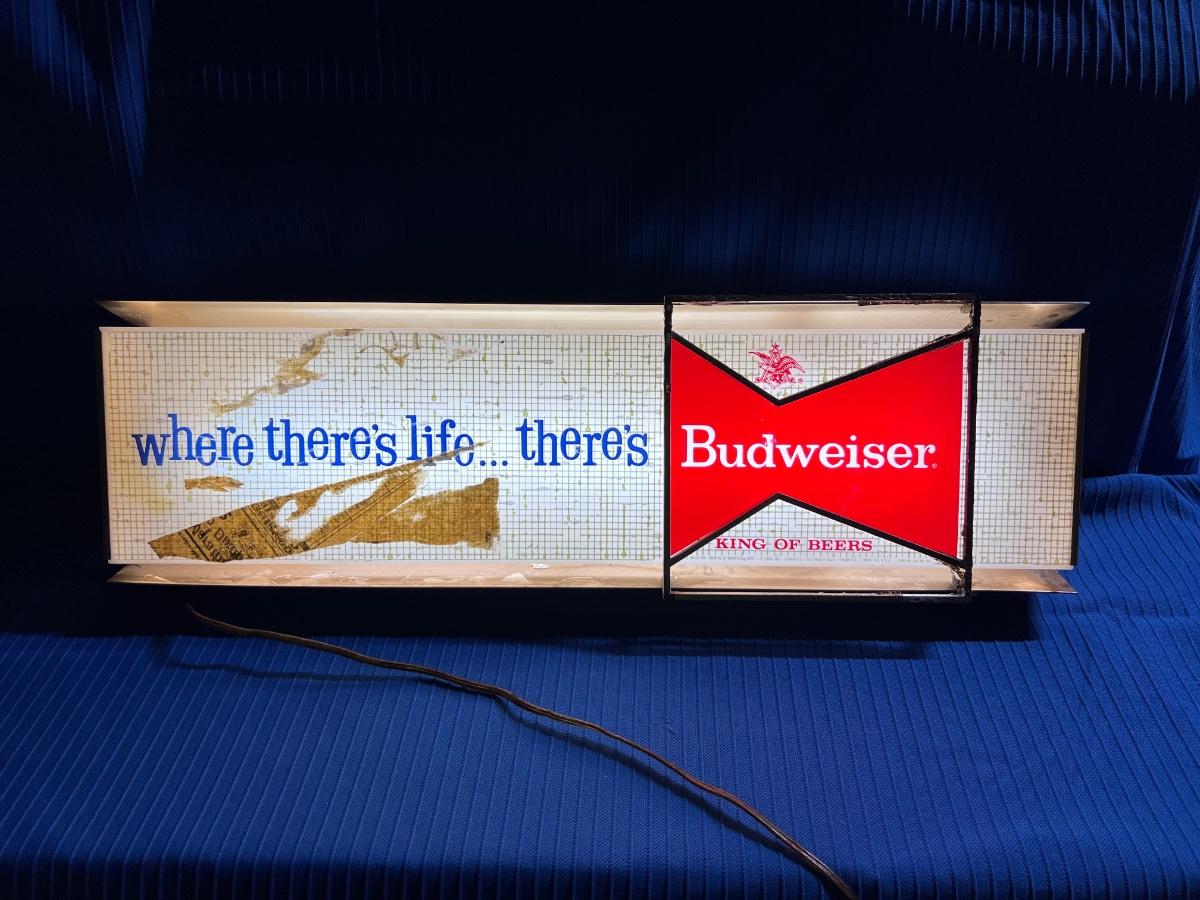 where there's life... there's
Budweiser.
KING OF BEERS